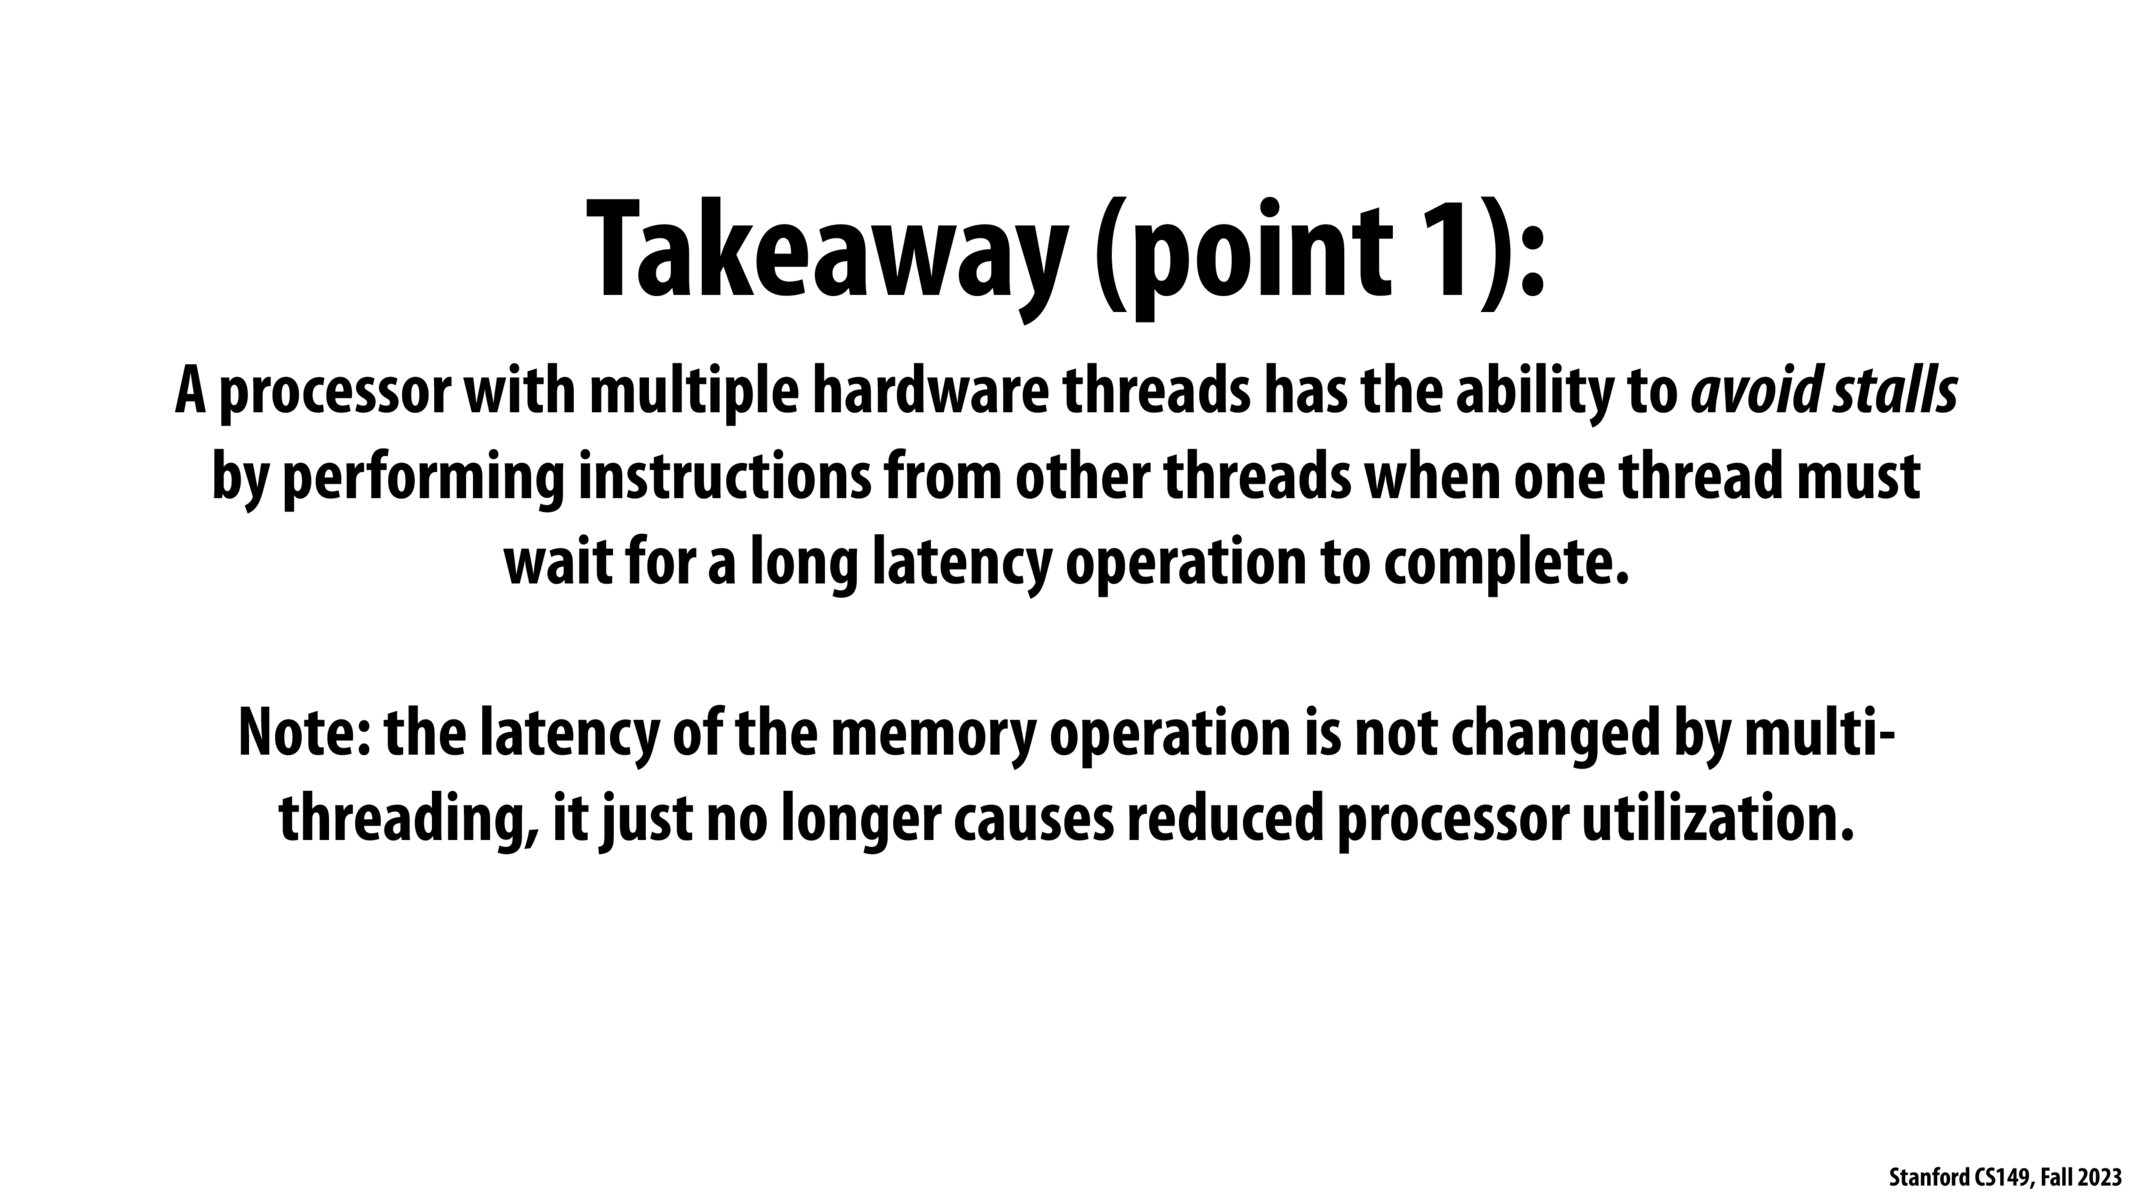 Takeaway (point 1):
A processor with multiple hardware threads has the ability to avoid stalls
by performing instructions from other threads when one thread must
wait for a long latency operation to complete.
Note: the latency of the memory operation is not changed by multi-
threading, it just no longer causes reduced processor utilization.
Stanford CS149, Fall 2023